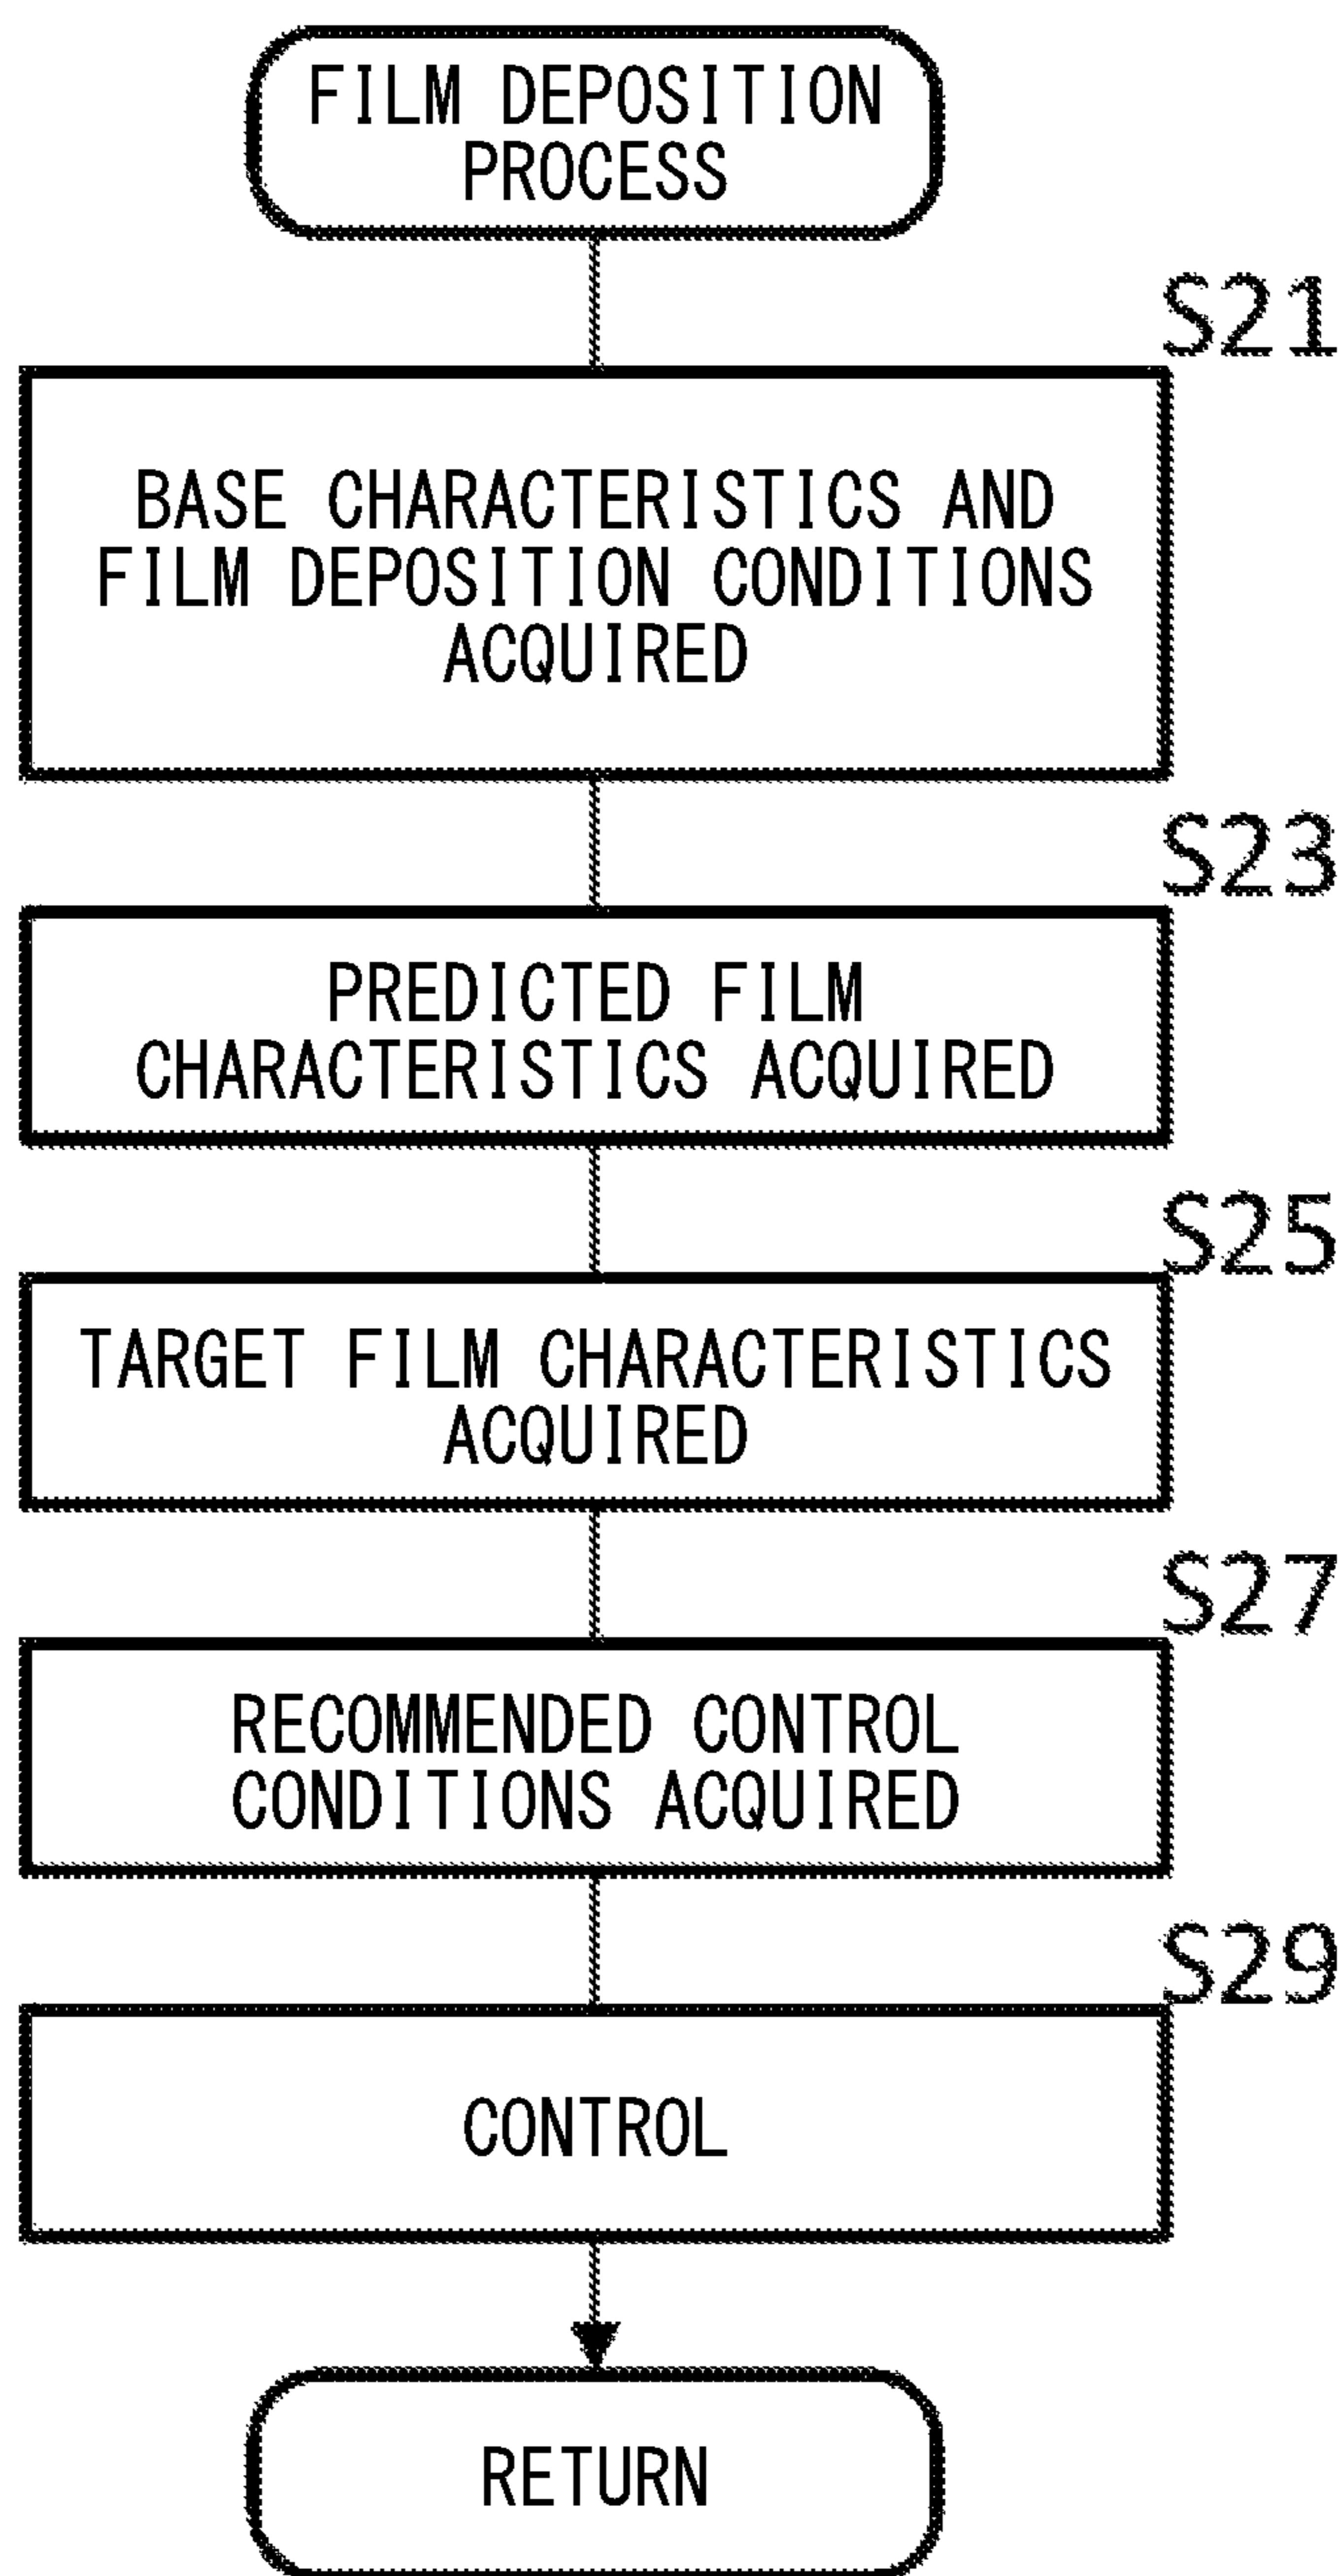 FILM DEPOSITION
PROCESS
S21
BASE CHARACTERISTICS AND
FILM DEPOSITION CONDITIONS
ACQUIRED
S23
PREDICTED FILM
CHARACTERISTICS ACQUIRED
S25
TARGET FILM CHARACTERISTICS
ACQUIRED
S27
RECOMMENDED CONTROL
CONDITIONS ACQUIRED
S29
CONTROL
RETURN